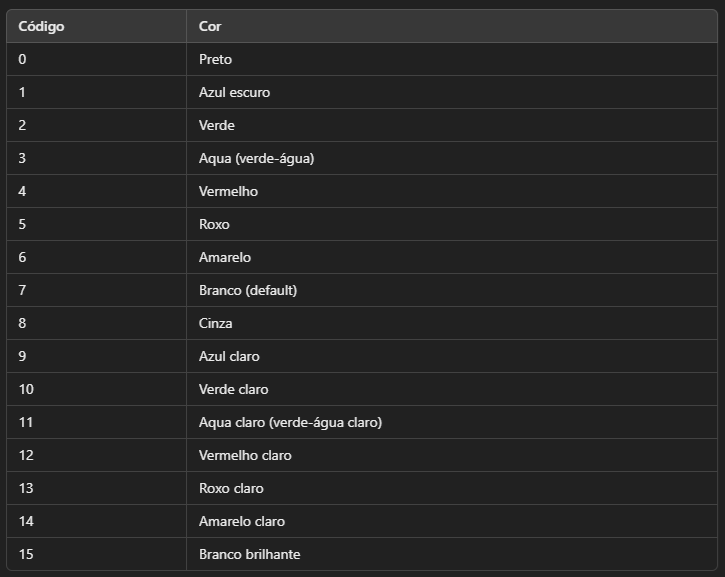 Código Cor
0 Preto
1 Azul escuro
2 Verde
3 Aqua (verde-água)
4 Vermelho
5 Roxo
6 Amarelo
7 Branco (default)
8 Cinza
9 Azul claro
10 Verde claro
11 Aqua claro (verde-água claro)
12 Vermelho claro
13 Roxo claro
14 Amarelo claro
15 Branco brilhante